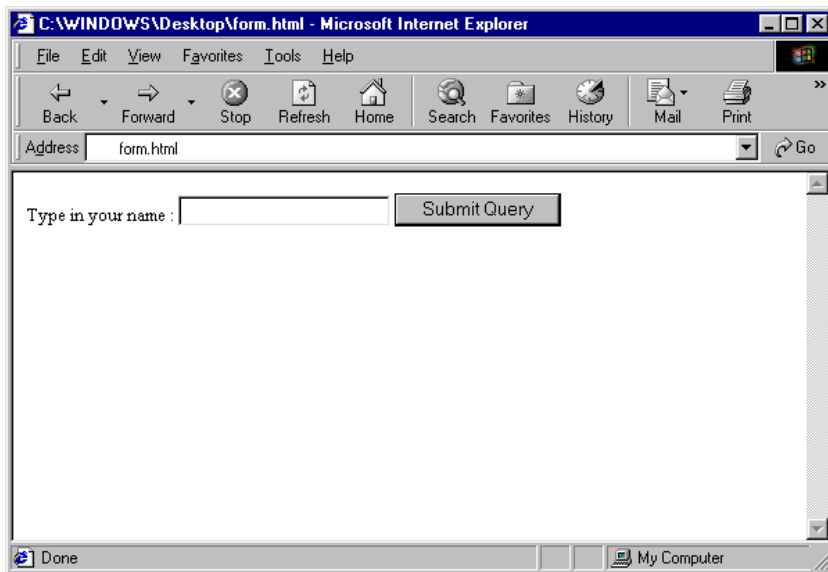 C:\WINDOWS\Desktop\form.html - Microsoft Internet Explorer
File Edit View Favorites Tools Help
Back Forward Stop Refresh Home Search Favorites History Mail Print »
Address form.html Go
Type in your name : Submit Query
Done My Computer